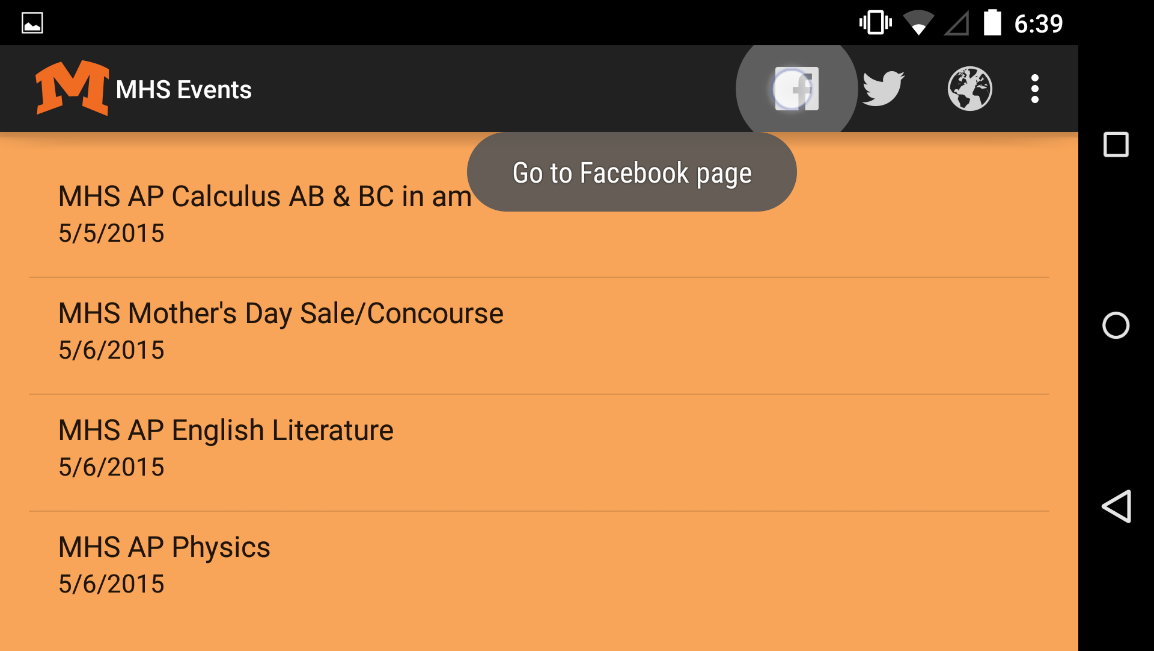 6:39
M MHS Events
Go to Facebook page
MHS AP Calculus AB & BC in am
5/5/2015
MHS Mother's Day Sale/Concourse
5/6/2015
MHS AP English Literature
5/6/2015
MHS AP Physics
5/6/2015